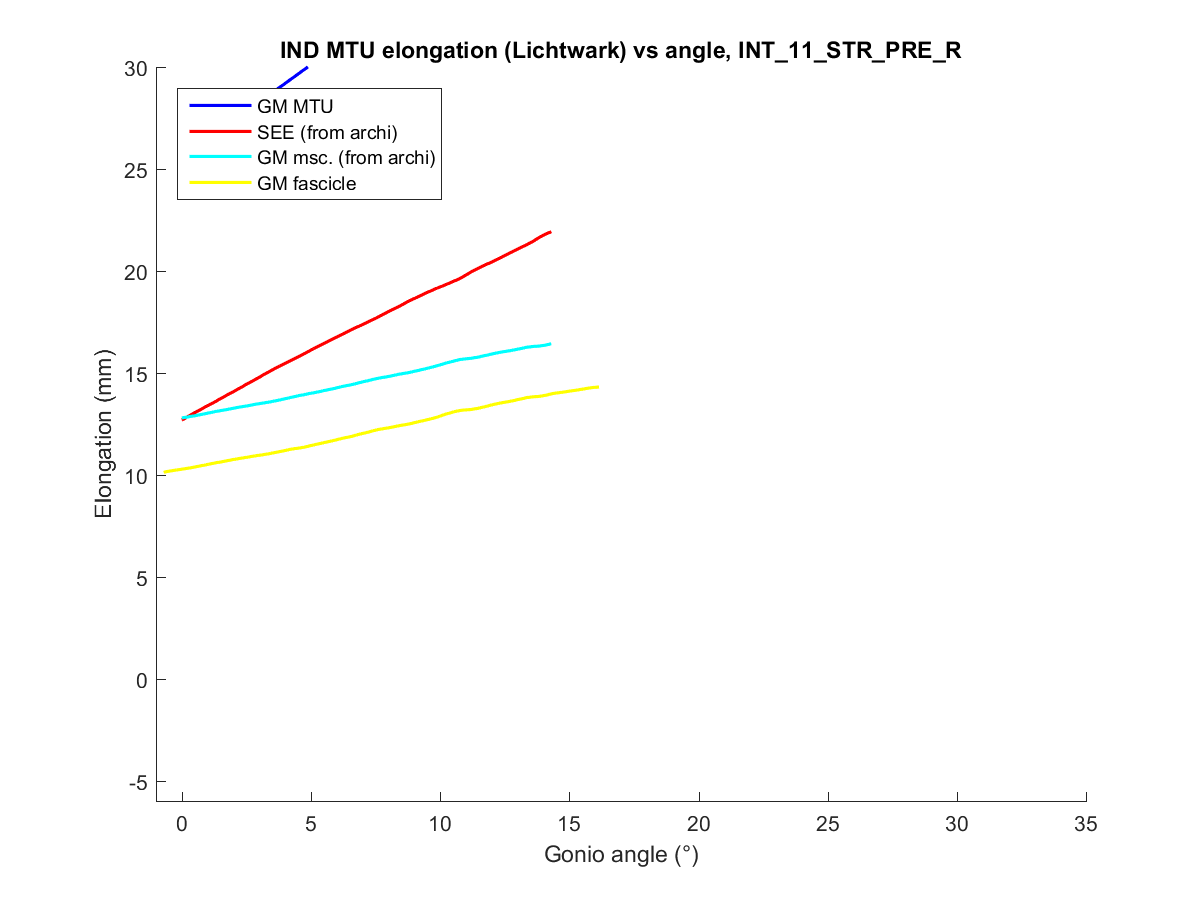 IND MTU elongation (Lichtwark) vs angle, INT_11_STR_PRE_R
30
GM MTU
SEE (from archi)
GM msc. (from archi)
GM fascicle
25
20
15
10
5
0
-5
Elongation (mm)
0 5 10 15 20 25 30 35
Gonio angle (°)